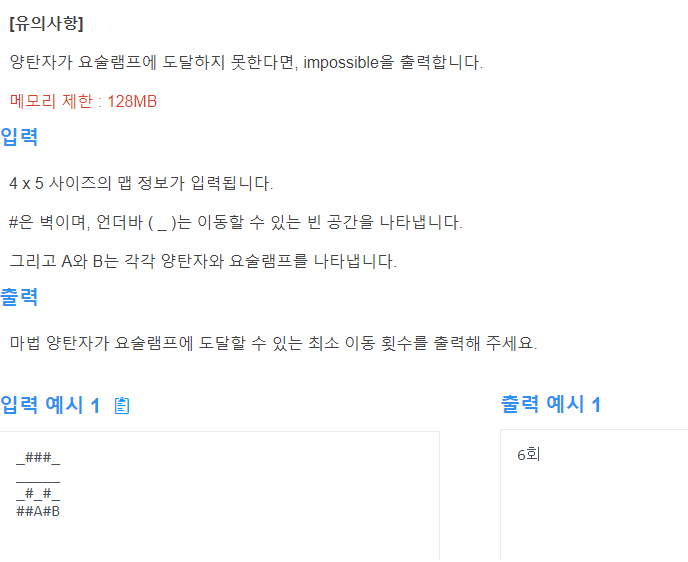 [유의사항]
양탄자가 요술램프에 도달하지 못한다면, impossible을 출력합니다.
메모리 제한 : 128MB
입력
4 x 5 사이즈의 맵 정보가 입력됩니다.
#은 벽이며, 언더바 ( _ )는 이동할 수 있는 빈 공간을 나타냅니다.
그리고 A와 B는 각각 양탄자와 요술램프를 나타냅니다.
출력
마법 양탄자가 요술램프에 도달할 수 있는 최소 이동 횟수를 출력해 주세요.
입력 예시 1
_###_
_____
_#_#_
##A#B
출력 예시 1
6회